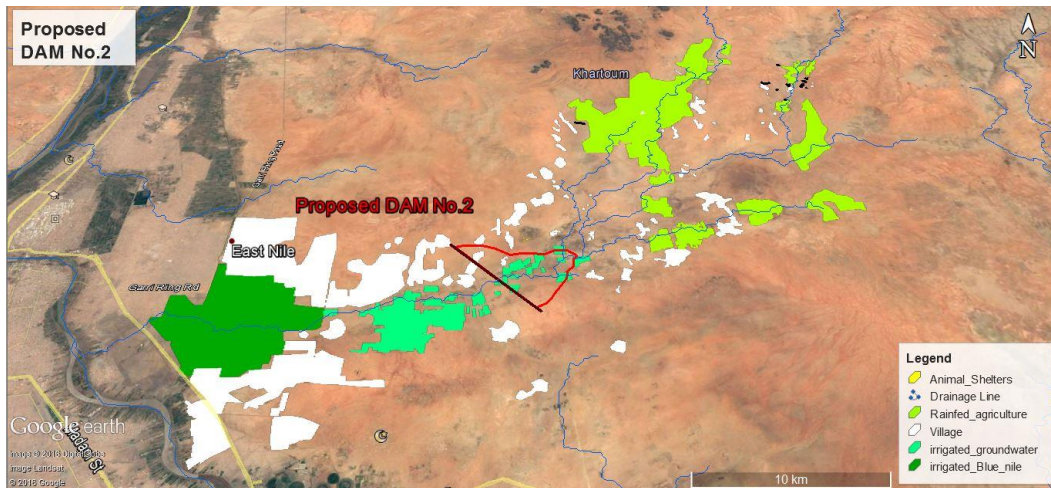 Proposed
DAM No.2
N
Khartoum
Proposed DAM No.2
East Nile
Garri Riing Rd
Legend
Animal_Shelters
Drainage Line
Rainfed_agriculture
Village
irrigated_groundwater
irrigated_Blue_nile
Google earth
Image Landsat
© 2016 Google
10 km